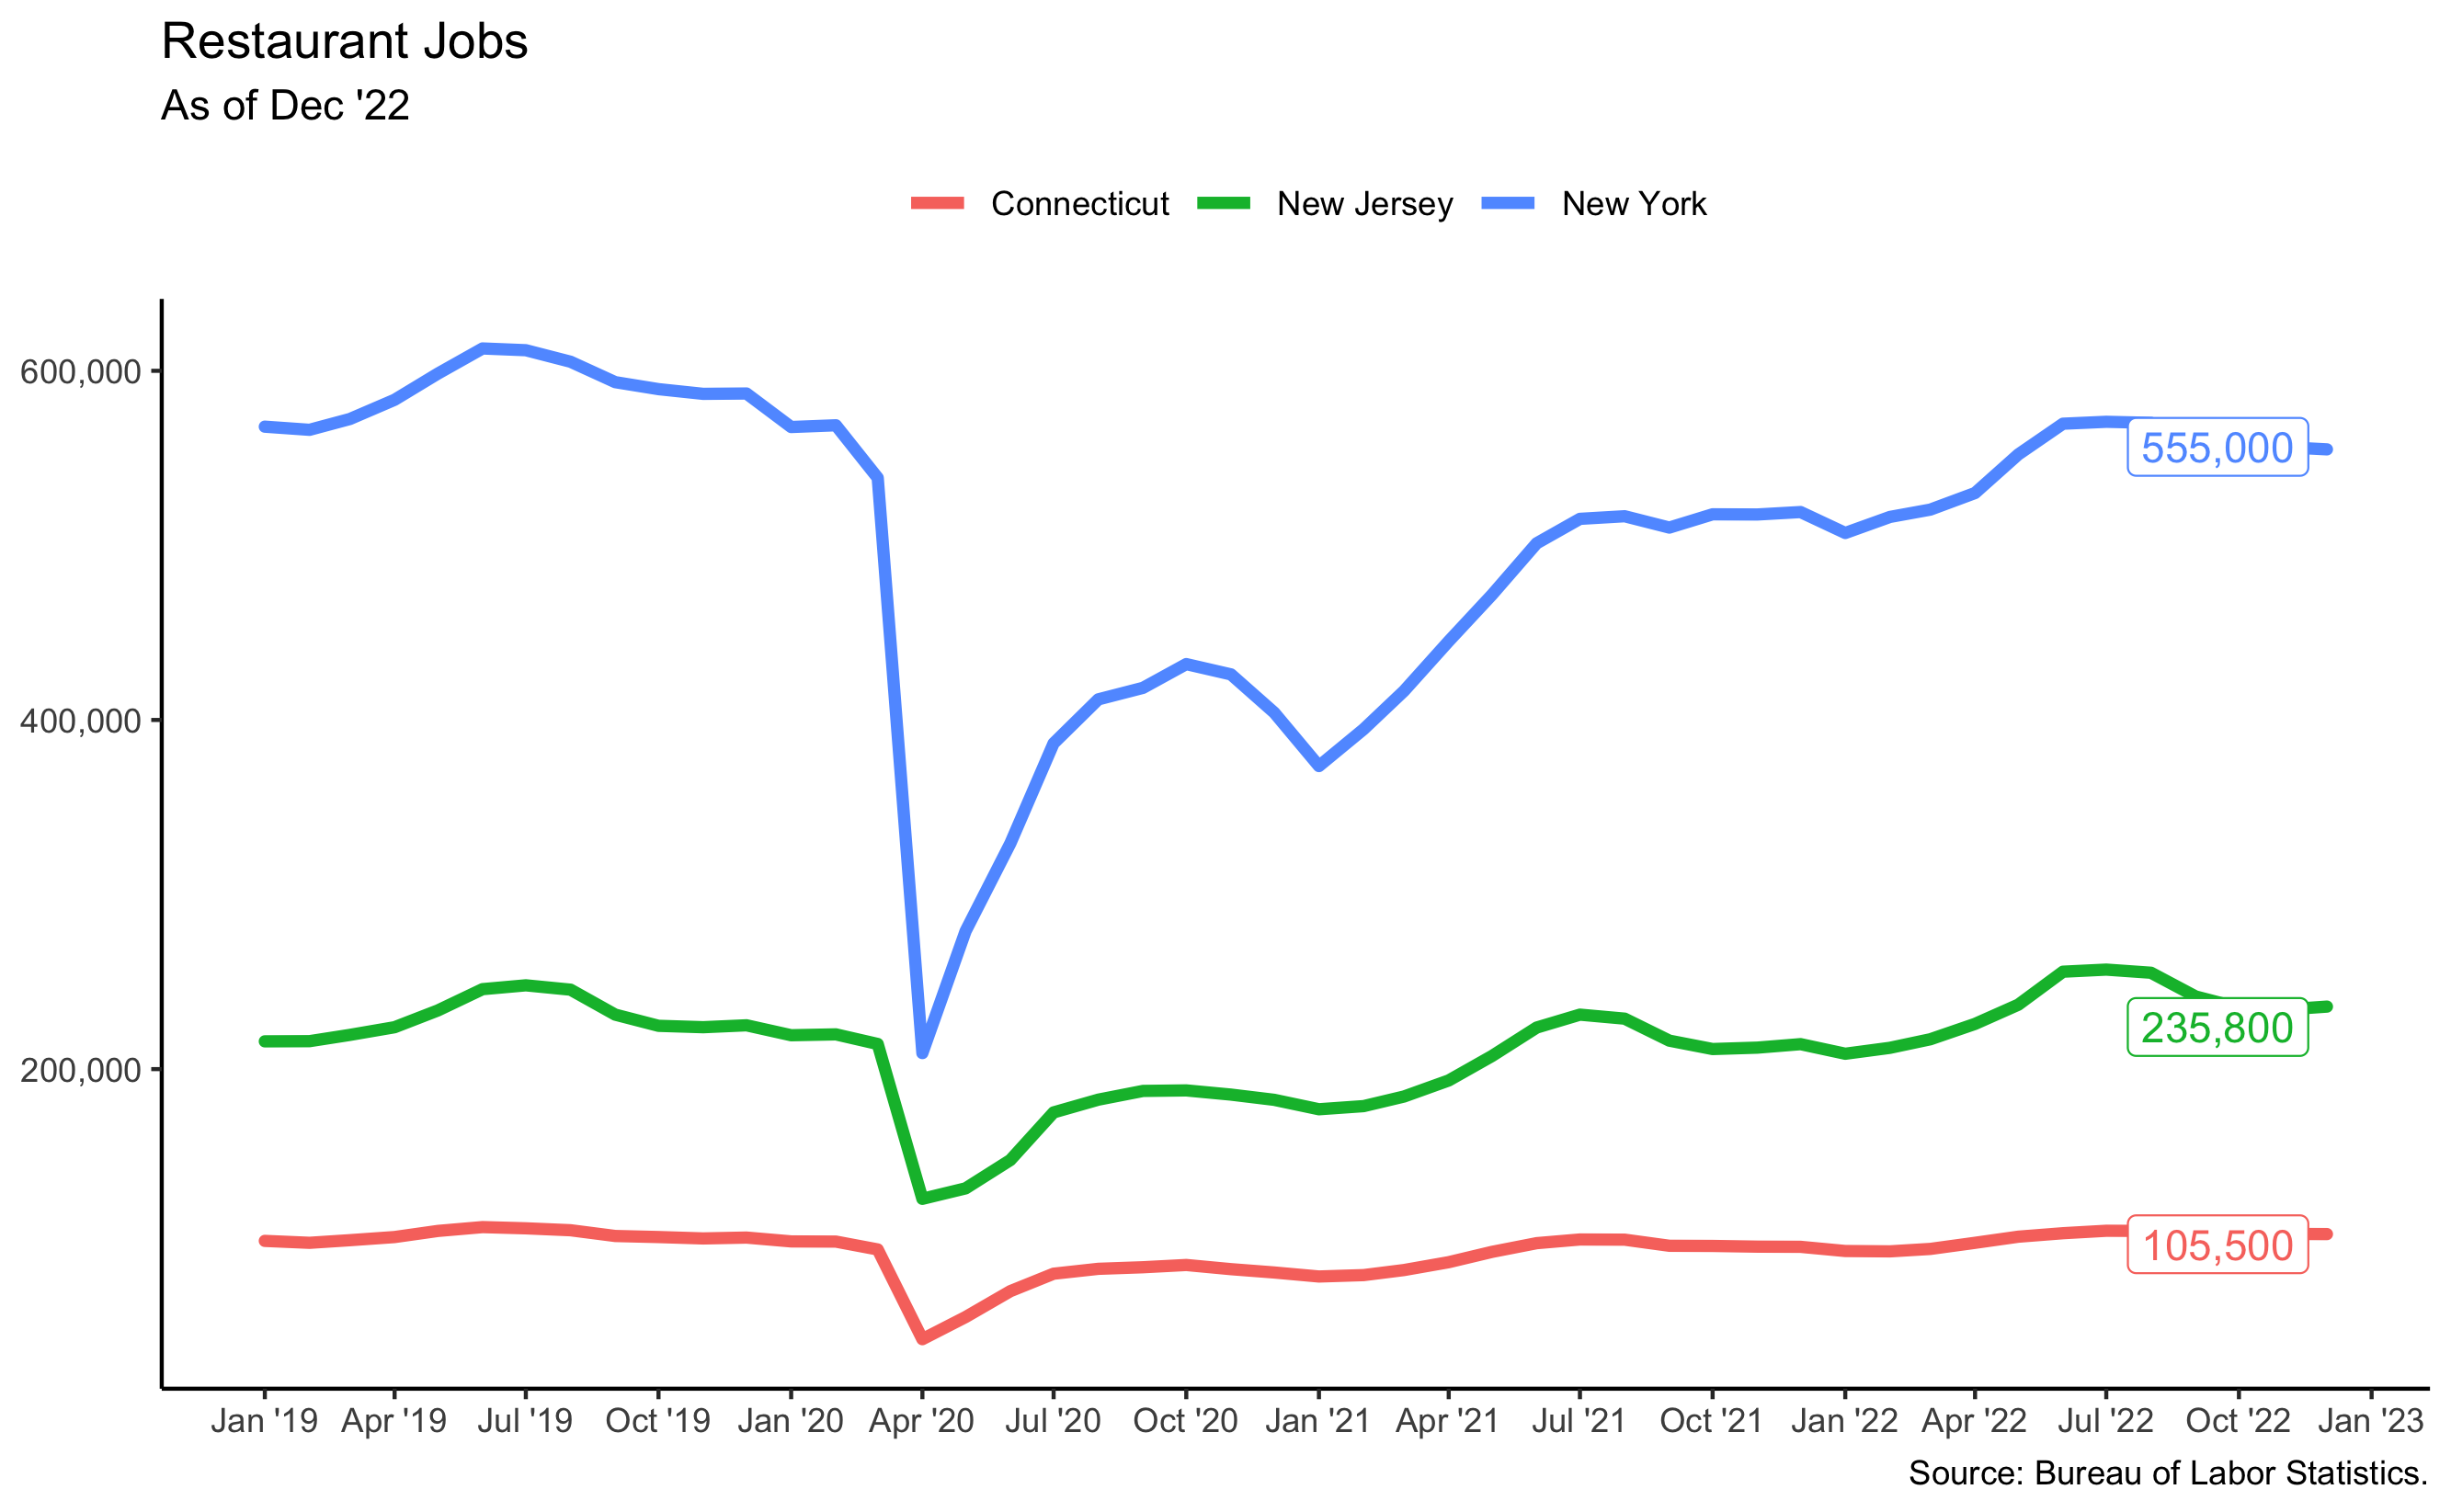 Restaurant Jobs
As of Dec '22
Connecticut New Jersey New York
600,000
400,000
200,000
555,000
235,800
105,500
Jan '19 Apr '19 Jul '19 Oct '19 Jan '20 Apr '20 Jul '20 Oct '20 Jan '21 Apr '21 Jul '21 Oct '21 Jan '22 Apr '22 Jul '22 Oct '22 Jan '23
Source: Bureau of Labor Statistics.